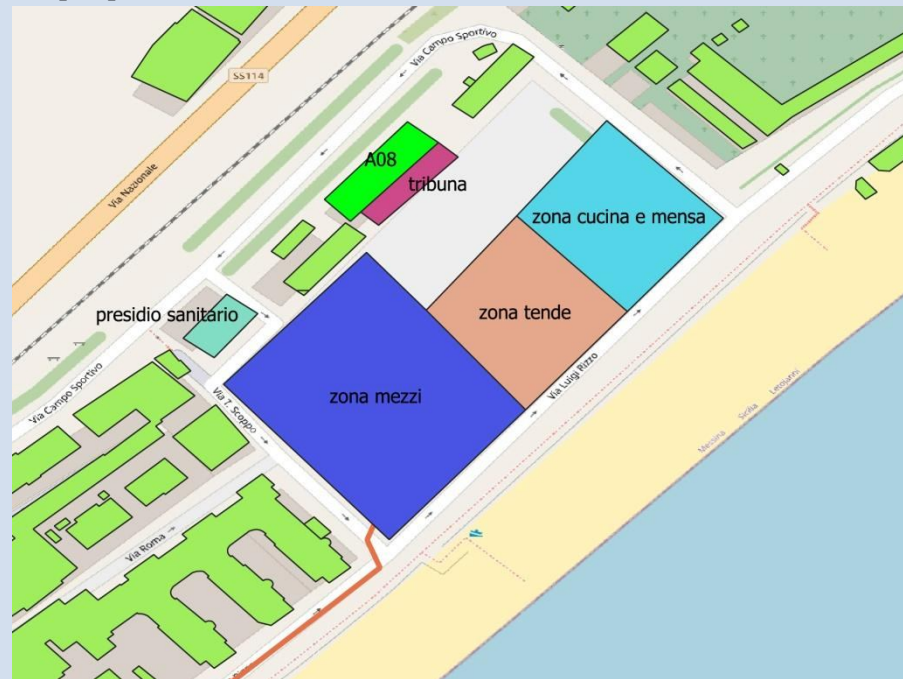 Via Campo Sportivo
SS114
Via Nazionale
A08
tribuna
zona cucina e mensa
presidio sanitario
zona tende
Via Campo Sportivo
Via Luigi Rizzo
zona mezzi
Via T. Scoppo
Messina Sicilia Letojanni
Via Roma